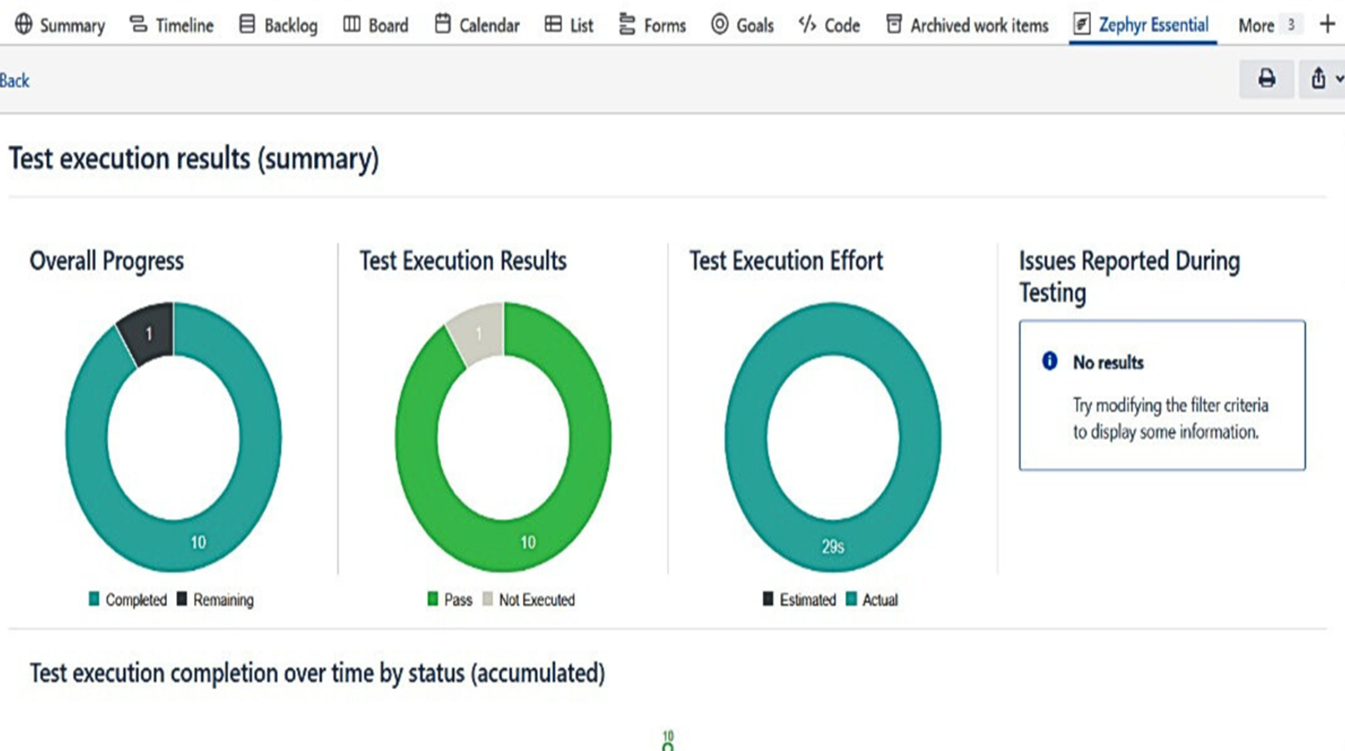 Summary Timeline Backlog Board Calendar List Forms Goals Code Archived work items Zephyr Essential More 3
Back
Test execution results (summary)
Overall Progress
Test Execution Results
Test Execution Effort
Issues Reported During
Testing
1
1
No results
Try modifying the filter criteria
to display some information.
10
10
29s
Completed Remaining
Pass Not Executed
Estimated Actual
Test execution completion over time by status (accumulated)
10